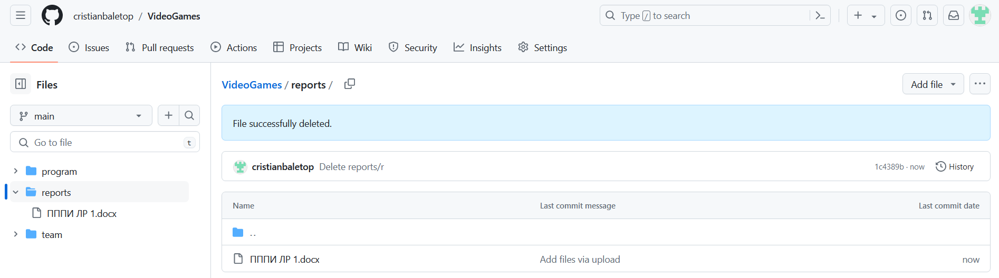 cristianbaletop / VideoGames
Type / to search
Code
Issues
Pull requests
Actions
Projects
Wiki
Security
Insights
Settings
Files
main
Go to file
t
program
reports
ПППИ ЛР 1.docx
team
VideoGames / reports /
Add file
File successfully deleted.
cristianbaletop Delete reports/r
1c4389b · now
History
Name
Last commit message
Last commit date
..
ПППИ ЛР 1.docx
Add files via upload
now